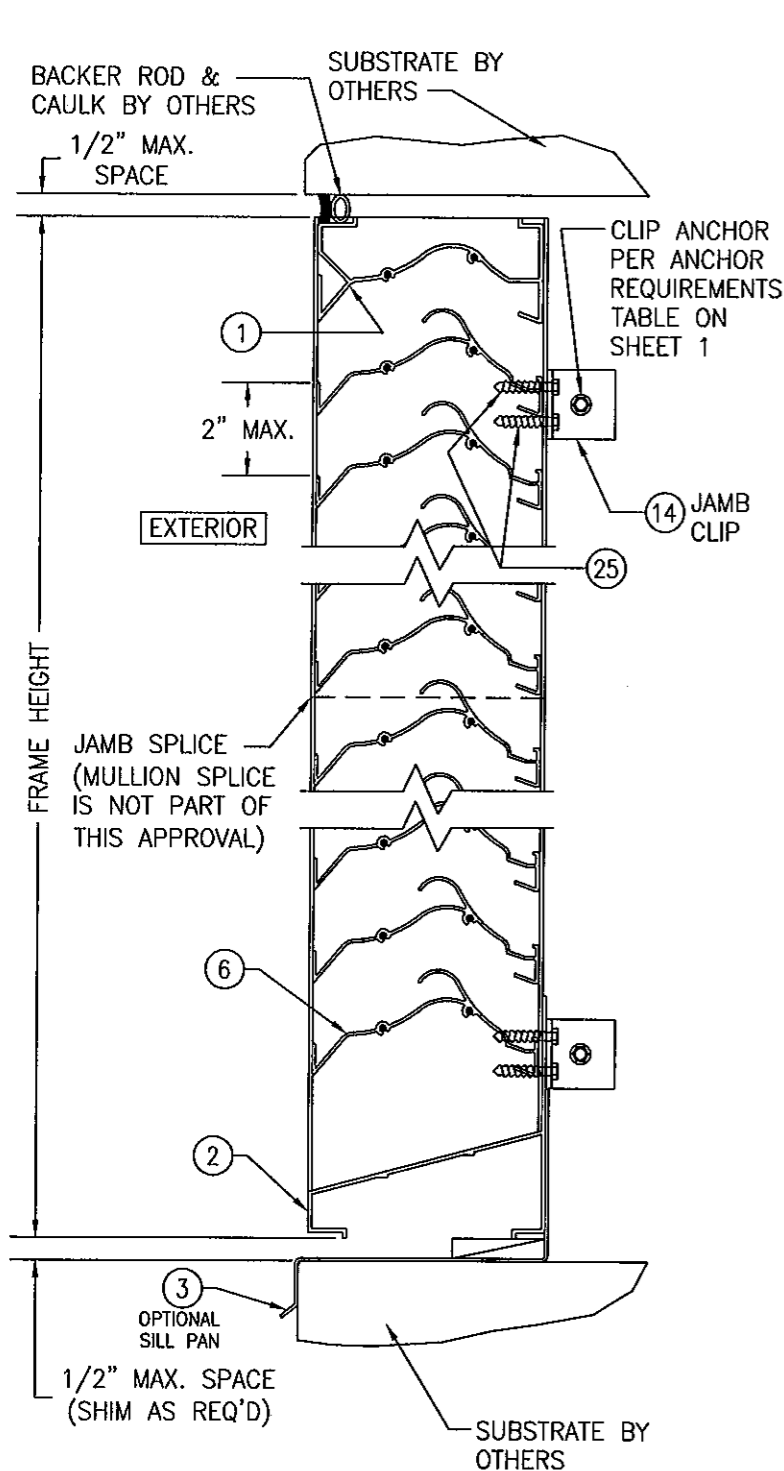 BACKER ROD &
CAULK BY OTHERS
1/2" MAX.
SPACE
SUBSTRATE BY
OTHERS
CLIP ANCHOR
PER ANCHOR
REQUIREMENTS
TABLE ON
SHEET 1
1
2" MAX.
EXTERIOR
14 JAMB
CLIP
25
FRAME HEIGHT
JAMB SPLICE
(MULLION SPLICE
IS NOT PART OF
THIS APPROVAL)
6
2
3
OPTIONAL
SILL PAN
1/2" MAX. SPACE
(SHIM AS REQ'D)
SUBSTRATE BY
OTHERS